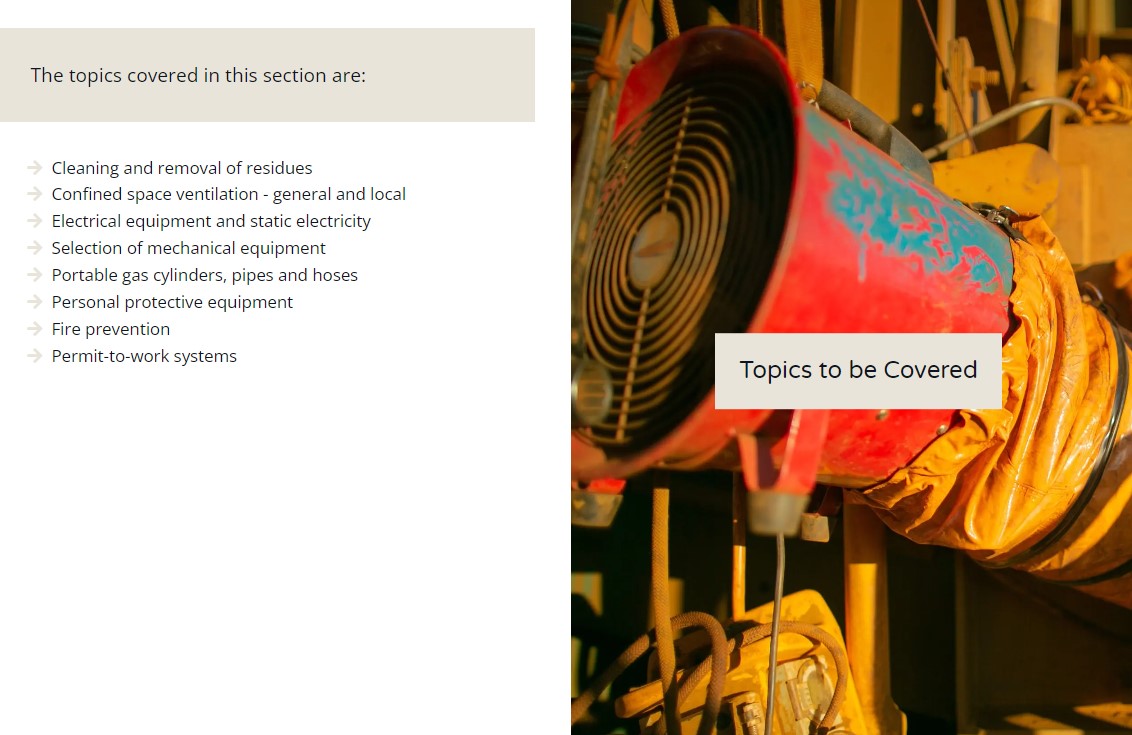 The topics covered in this section are:
Cleaning and removal of residues
Confined space ventilation - general and local
Electrical equipment and static electricity
Selection of mechanical equipment
Portable gas cylinders, pipes and hoses
Personal protective equipment
Fire prevention
Permit-to-work systems
Topics to be Covered